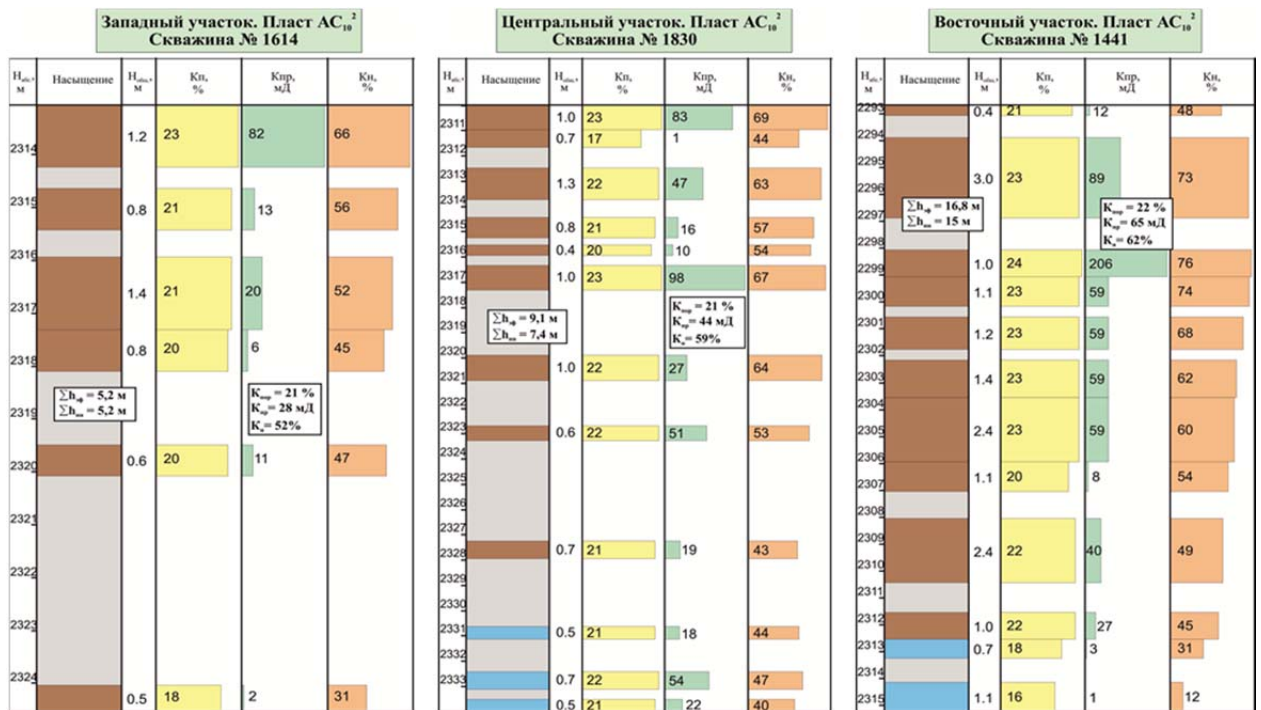 Западный участок. Пласт АС₁₀²
Скважина № 1614
Hабс., м Насыщение Hобщ., м Кп, % Кпр, мД Кн, %
1.2 23 82 66
2314
2315 0.8 21 13 56
2316
1.4 21 20 52
2317
0.8 20 6 45
2318
∑hэф = 5,2 м
∑hнн = 5,2 м
Кпор = 21 %
Кпр= 28 мД
Кн= 52%
2319
2320 0.6 20 11 47
2321
2322
2323
2324
0.5 18 2 31
Центральный участок. Пласт АС₁₀²
Скважина № 1830
Hабс., м Насыщение Hобщ., м Кп, % Кпр, мД Кн, %
2311 1.0 23 83 69
0.7 17 1 44
2312
2313 1.3 22 47 63
2314
2315 0.8 21 16 57
2316 0.4 20 10 54
2317 1.0 23 98 67
2318
∑hэф = 9,1 м
∑hнн = 7,4 м
Кпор = 21 %
Кпр= 44 мД
Кн= 59%
2319
2320
2321 1.0 22 27 64
2322
2323 0.6 22 51 53
2324
2325
2326
2327
2328 0.7 21 19 43
2329
2330
2331 0.5 21 18 44
2332
2333 0.7 22 54 47
0.5 21 22 40
Восточный участок. Пласт АС₁₀²
Скважина № 1441
Hабс., м Насыщение Hобщ., м Кп, % Кпр, мД Кн, %
2293 0.4 21 12 48
2294
2295 3.0 23 89 73
2296
2297
∑hэф = 16,8 м
∑hнн = 15 м
Кпор = 22 %
Кпр= 65 мД
Кн= 62%
2298
2299 1.0 24 206 76
2300 1.1 23 59 74
2301 1.2 23 59 68
2302
2303 1.4 23 59 62
2304
2305 2.4 23 59 60
2306
2307 1.1 20 8 54
2308
2309 2.4 22 40 49
2310
2311
2312 1.0 22 27 45
2313 0.7 18 3 31
2314
2315 1.1 16 1 12